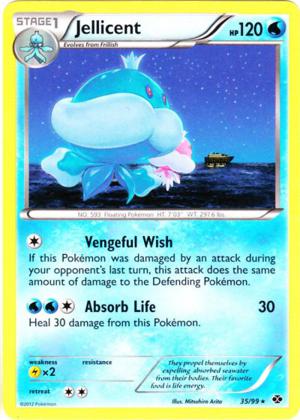 STAGE1
Jellicent
HP120
Evolves from Frillish
NO. 593 Floating Pokémon HT: 7'03" WT: 297.6 lbs.
Vengeful Wish
If this Pokémon was damaged by an attack during
your opponent's last turn, this attack does the same
amount of damage to the Defending Pokémon.
Absorb Life 30
Heal 30 damage from this Pokémon.
weakness resistance
×2
retreat
They propel themselves by
expelling absorbed seawater
from their bodies. Their favorite
food is life energy.
Illus. Mitsuhiro Arita
35/99 ★
©2012 Pokémon